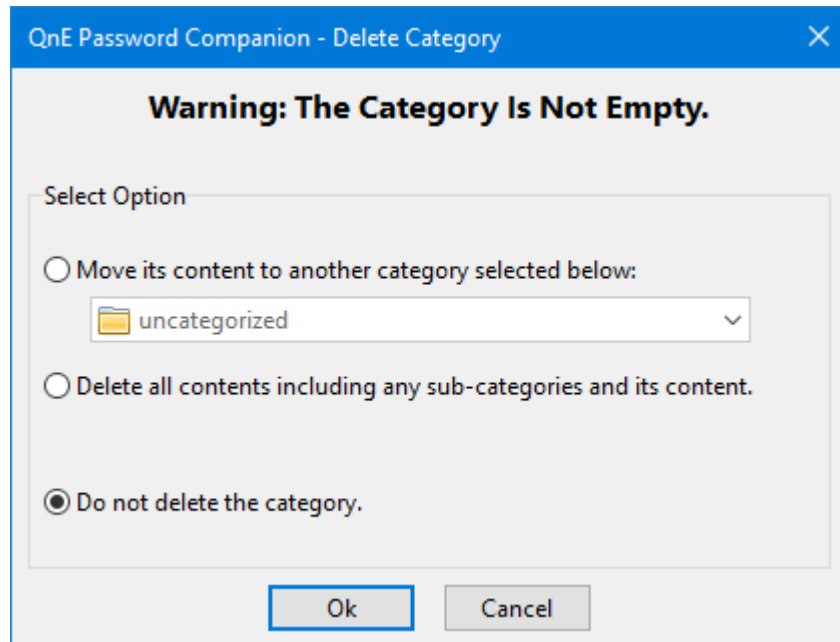 QnE Password Companion - Delete Category
Warning: The Category Is Not Empty.
Select Option
Move its content to another category selected below:
uncategorized
Delete all contents including any sub-categories and its content.
Do not delete the category.
Ok
Cancel